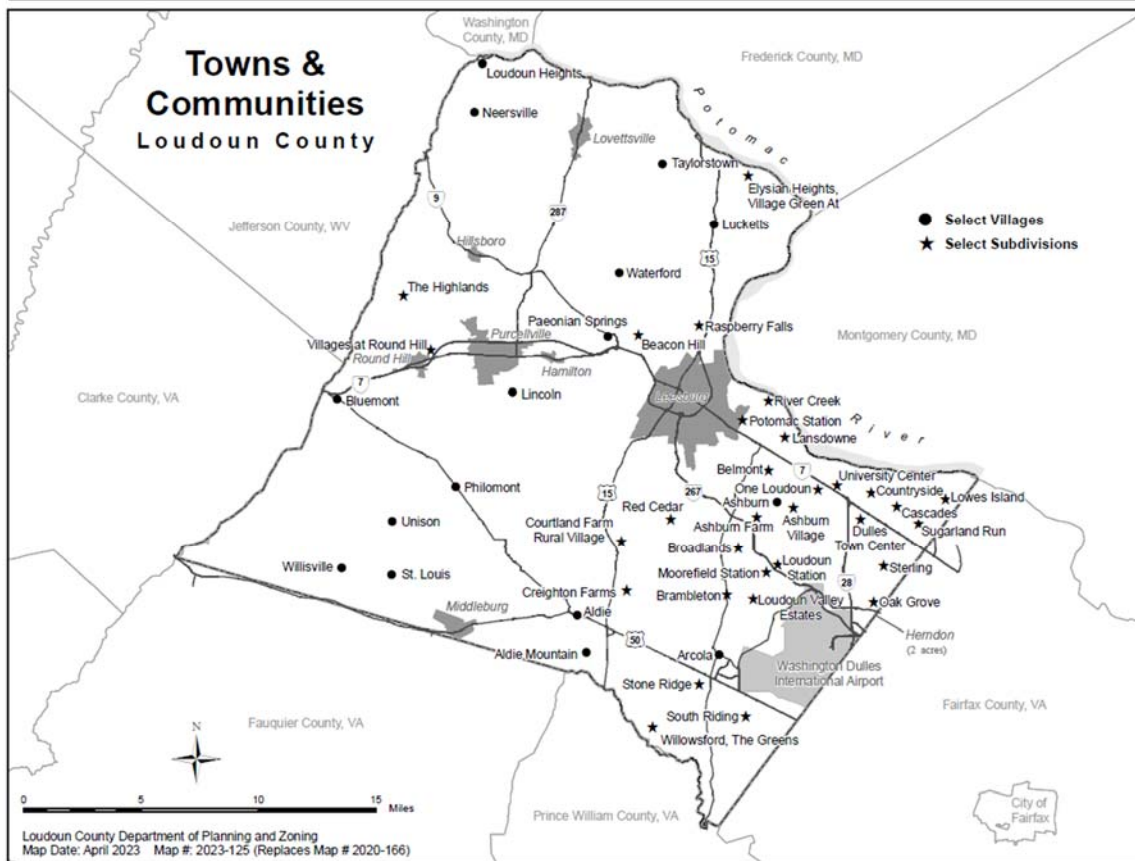 Washington
County, MD
Frederick County, MD
Towns &
Communities
Loudoun County
Loudoun Heights
Neersville
Lovettsville
Potomac
Taylorstown
Elysian Heights,
Village Green At
9
287
Jefferson County, WV
Select Villages
Select Subdivisions
Lucketts
Hillsboro
15
Waterford
The Highlands
Paeonian Springs
Raspberry Falls
Beacon Hill
Montgomery County, MD
Purcellville
Villages at Round Hill
Round Hill
Hamilton
7
Clarke County, VA
Bluemont
Lincoln
Leesburg
River Creek
River
Potomac Station
Lansdowne
Belmont
7
University Center
Philomont
15
267
One Loudoun
Countryside
Lowes Island
Ashburn
Cascades
Unison
Red Cedar
Ashburn Farm
Ashburn
Village
Dulles
Town Center
Sugarland Run
Courtland Farm
Rural Village
Broadlands
Willisville
St. Louis
Moorefield Station
Loudoun
Station
28
Sterling
Creighton Farms
Brambleton
Loudoun Valley
Estates
Oak Grove
Middleburg
Aldie
50
Herndon
(2 acres)
Aldie Mountain
Arcola
Washington Dulles
International Airport
Stone Ridge
Fairfax County, VA
Fauquier County, VA
South Riding
Willowsford, The Greens
N
0 5 10 15
Miles
Prince William County, VA
City of
Fairfax
Loudoun County Department of Planning and Zoning
Map Date: April 2023 Map #: 2023-125 (Replaces Map # 2020-166)